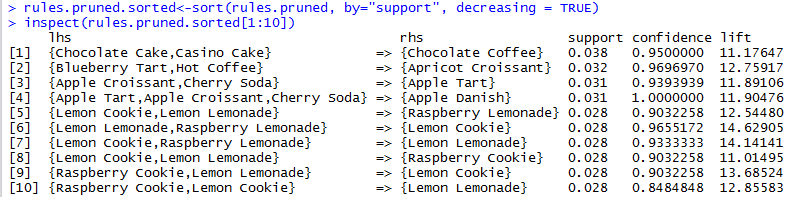 > rules.pruned.sorted<-sort(rules.pruned, by="support", decreasing = TRUE)
> inspect(rules.pruned.sorted[1:10])
     lhs                                      rhs                  support confidence lift
[1]  {Chocolate Cake,Casino Cake}          => {Chocolate Coffee}   0.038   0.9500000  11.17647
[2]  {Blueberry Tart,Hot Coffee}           => {Apricot Croissant}  0.032   0.9696970  12.75917
[3]  {Apple Croissant,Cherry Soda}         => {Apple Tart}         0.031   0.9393939  11.89106
[4]  {Apple Tart,Apple Croissant,Cherry Soda} => {Apple Danish}       0.031   1.0000000  11.90476
[5]  {Lemon Cookie,Lemon Lemonade}         => {Raspberry Lemonade} 0.028   0.9032258  12.54480
[6]  {Lemon Lemonade,Raspberry Lemonade}   => {Lemon Cookie}       0.028   0.9655172  14.62905
[7]  {Lemon Cookie,Raspberry Lemonade}     => {Lemon Lemonade}     0.028   0.9333333  14.14141
[8]  {Lemon Cookie,Lemon Lemonade}         => {Raspberry Cookie}   0.028   0.9032258  11.01495
[9]  {Raspberry Cookie,Lemon Lemonade}     => {Lemon Cookie}       0.028   0.9032258  13.68524
[10] {Raspberry Cookie,Lemon Cookie}       => {Lemon Lemonade}     0.028   0.8484848  12.85583